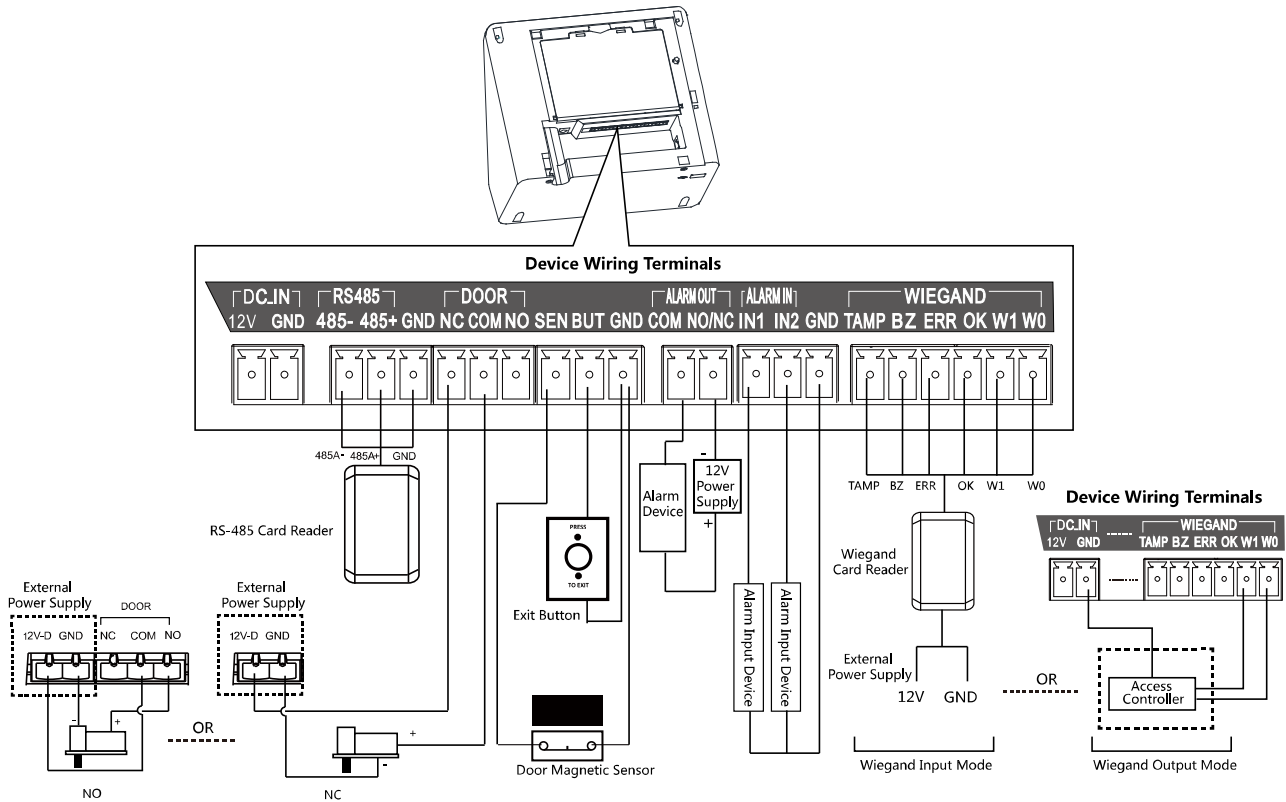 Device Wiring Terminals
DC_IN RS485 DOOR ALARM OUT ALARM IN WIEGAND
12V GND 485- 485+ GND NC COM NO SEN BUT GND COM NO/NC IN1 IN2 GND TAMP BZ ERR OK W1 W0
485A- 485A+ GND
RS-485 Card Reader
PRESS
TO EXIT
Exit Button
Alarm
Device
-
12V
Power
Supply
+
Alarm Input Device
Alarm Input Device
TAMP BZ ERR OK W1 W0
Wiegand
Card Reader
External
Power Supply
12V GND
Wiegand Input Mode
OR
Device Wiring Terminals
DC_IN WIEGAND
12V GND TAMP BZ ERR OK W1 W0
Access
Controller
Wiegand Output Mode
External
Power Supply
DOOR
12V-D GND NC COM NO
- +
NO
OR
External
Power Supply
12V-D GND
+
-
NC
Door Magnetic Sensor